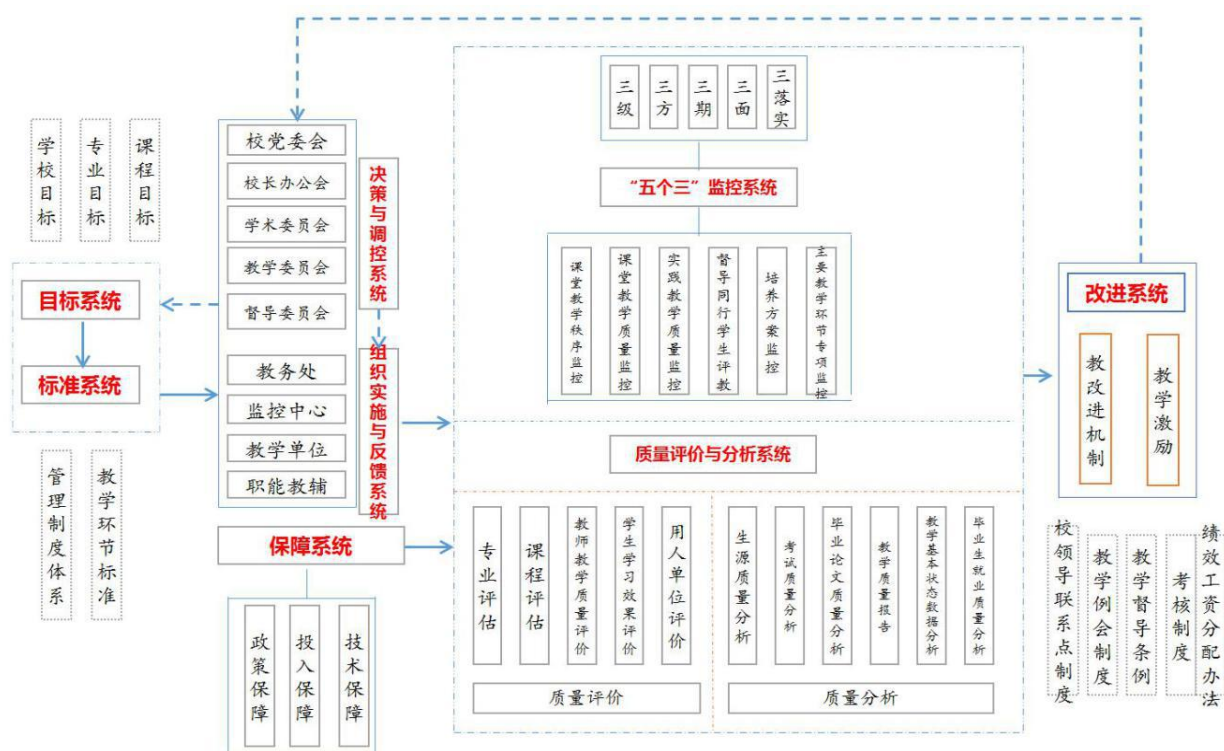 学校目标
专业目标
课程目标
目标系统
标准系统
管理制度体系
教学环节标准
校党委会
校长办公会
学术委员会
教学委员会
督导委员会
决策与调控系统
教务处
监控中心
教学单位
职能教辅
组织实施与反馈系统
保障系统
政策保障
投入保障
技术保障
三级
三方
三期
三面
三落实
“五个三”监控系统
课堂教学秩序监控
课堂教学质量监控
实践教学质量监控
督导同行学生评教
培养方案监控
主要教学环节专项监控
质量评价与分析系统
专业评估
课程评估
教师教学质量评价
学生学习效果评价
用人单位评价
质量评价
生源质量分析
考试质量分析
毕业论文质量分析
教学质量报告
教学基本状态数据分析
毕业生就业质量分析
质量分析
改进系统
教改进机制
教学激励
校领导联系点制度
教学例会制度
教学督导条例
考核制度
绩效工资分配办法